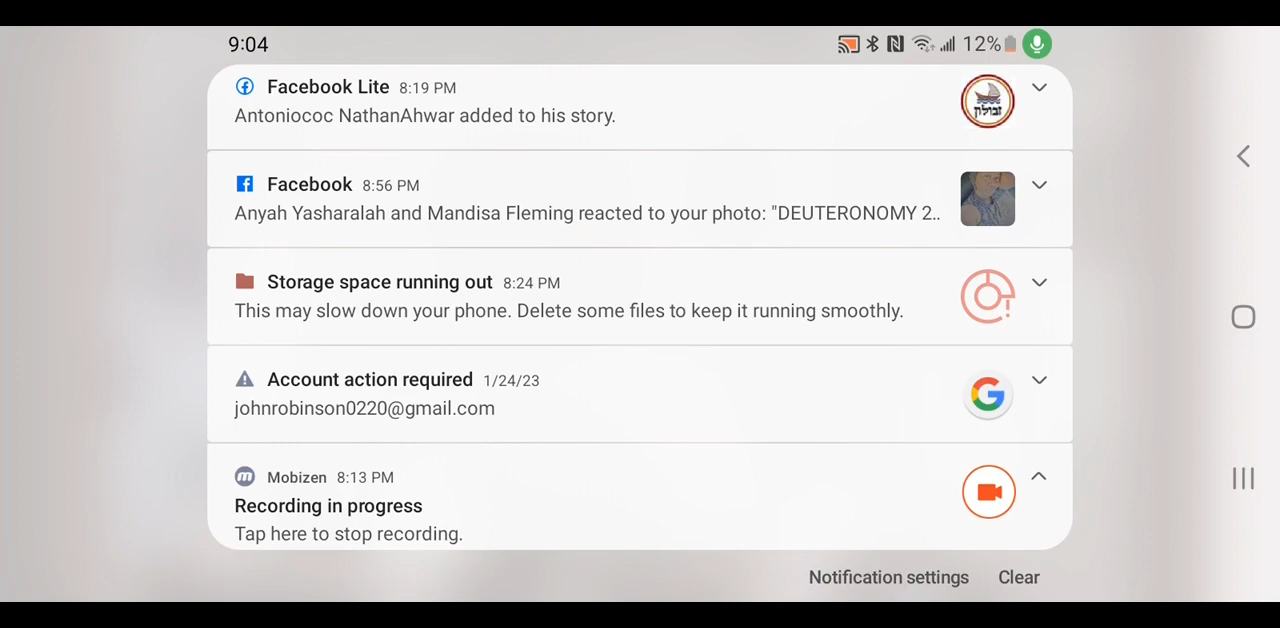 9:04 12%
Facebook Lite 8:19 PM
Antoniococ NathanAhwar added to his story.
זבולון
Facebook 8:56 PM
Anyah Yasharalah and Mandisa Fleming reacted to your photo: "DEUTERONOMY 2..
Storage space running out 8:24 PM
This may slow down your phone. Delete some files to keep it running smoothly.
Account action required 1/24/23
johnrobinson0220@gmail.com
Mobizen 8:13 PM
Recording in progress
Tap here to stop recording.
Notification settings Clear